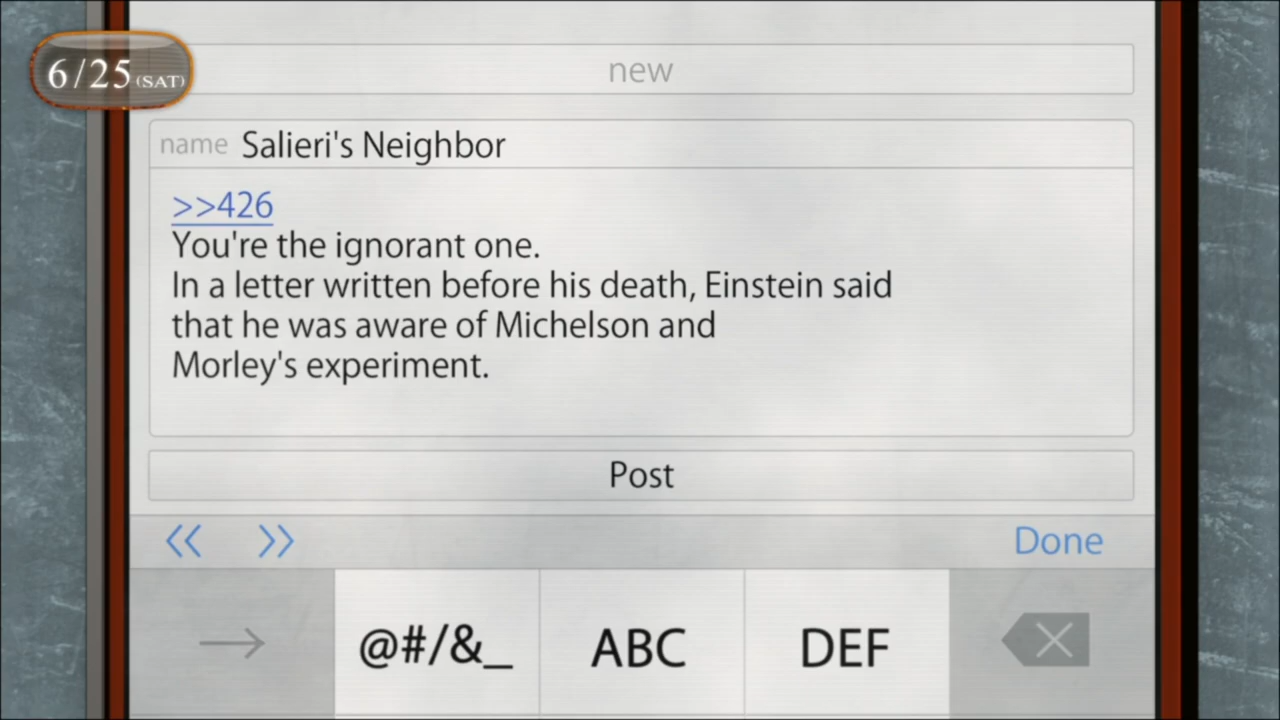 6/25(SAT)
new
name Salieri's Neighbor
>>426
You're the ignorant one.
In a letter written before his death, Einstein said
that he was aware of Michelson and
Morley's experiment.
Post
<< >> Done
→ @#/&_ ABC DEF